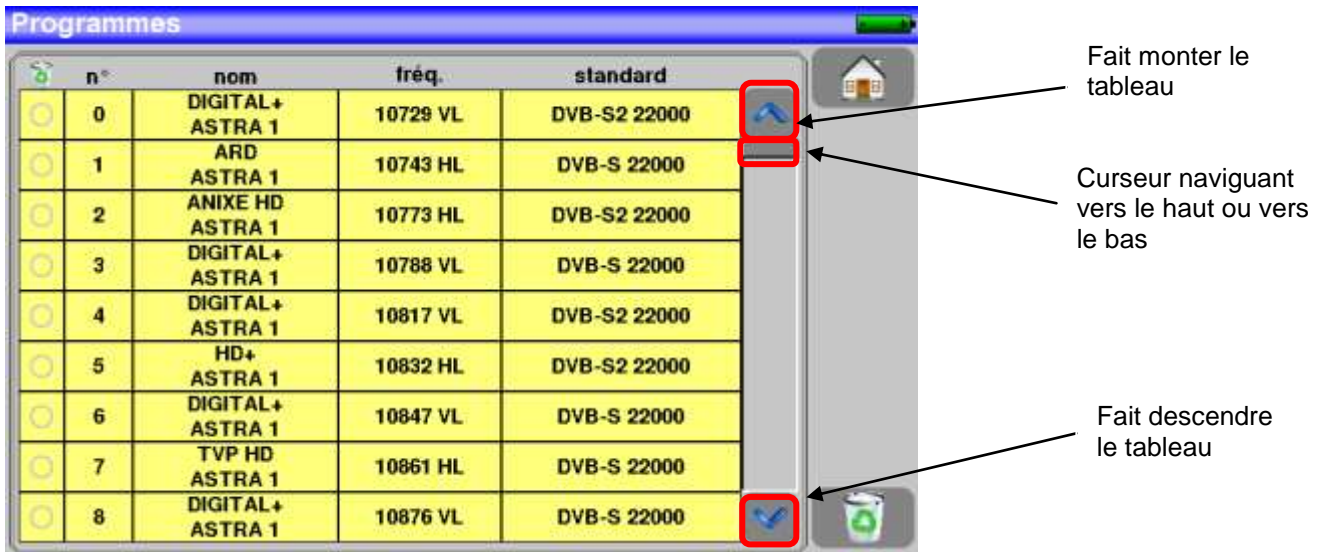 Programmes
n° nom fréq. standard
0 DIGITAL+ ASTRA 1 10729 VL DVB-S2 22000
1 ARD ASTRA 1 10743 HL DVB-S 22000
2 ANIXE HD ASTRA 1 10773 HL DVB-S2 22000
3 DIGITAL+ ASTRA 1 10788 VL DVB-S 22000
4 DIGITAL+ ASTRA 1 10817 VL DVB-S2 22000
5 HD+ ASTRA 1 10832 HL DVB-S2 22000
6 DIGITAL+ ASTRA 1 10847 VL DVB-S 22000
7 TVP HD ASTRA 1 10861 HL DVB-S 22000
8 DIGITAL+ ASTRA 1 10876 VL DVB-S 22000
Fait monter le
tableau
Curseur naviguant
vers le haut ou vers
le bas
Fait descendre
le tableau